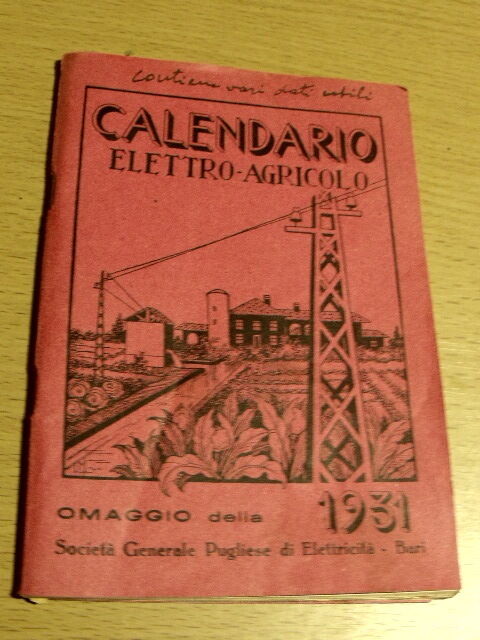 contiene vari dati utili
CALENDARIO
ELETTRO-AGRICOLO
OMAGGIO della
1931
Società Generale Pugliese di Elettricità - Bari